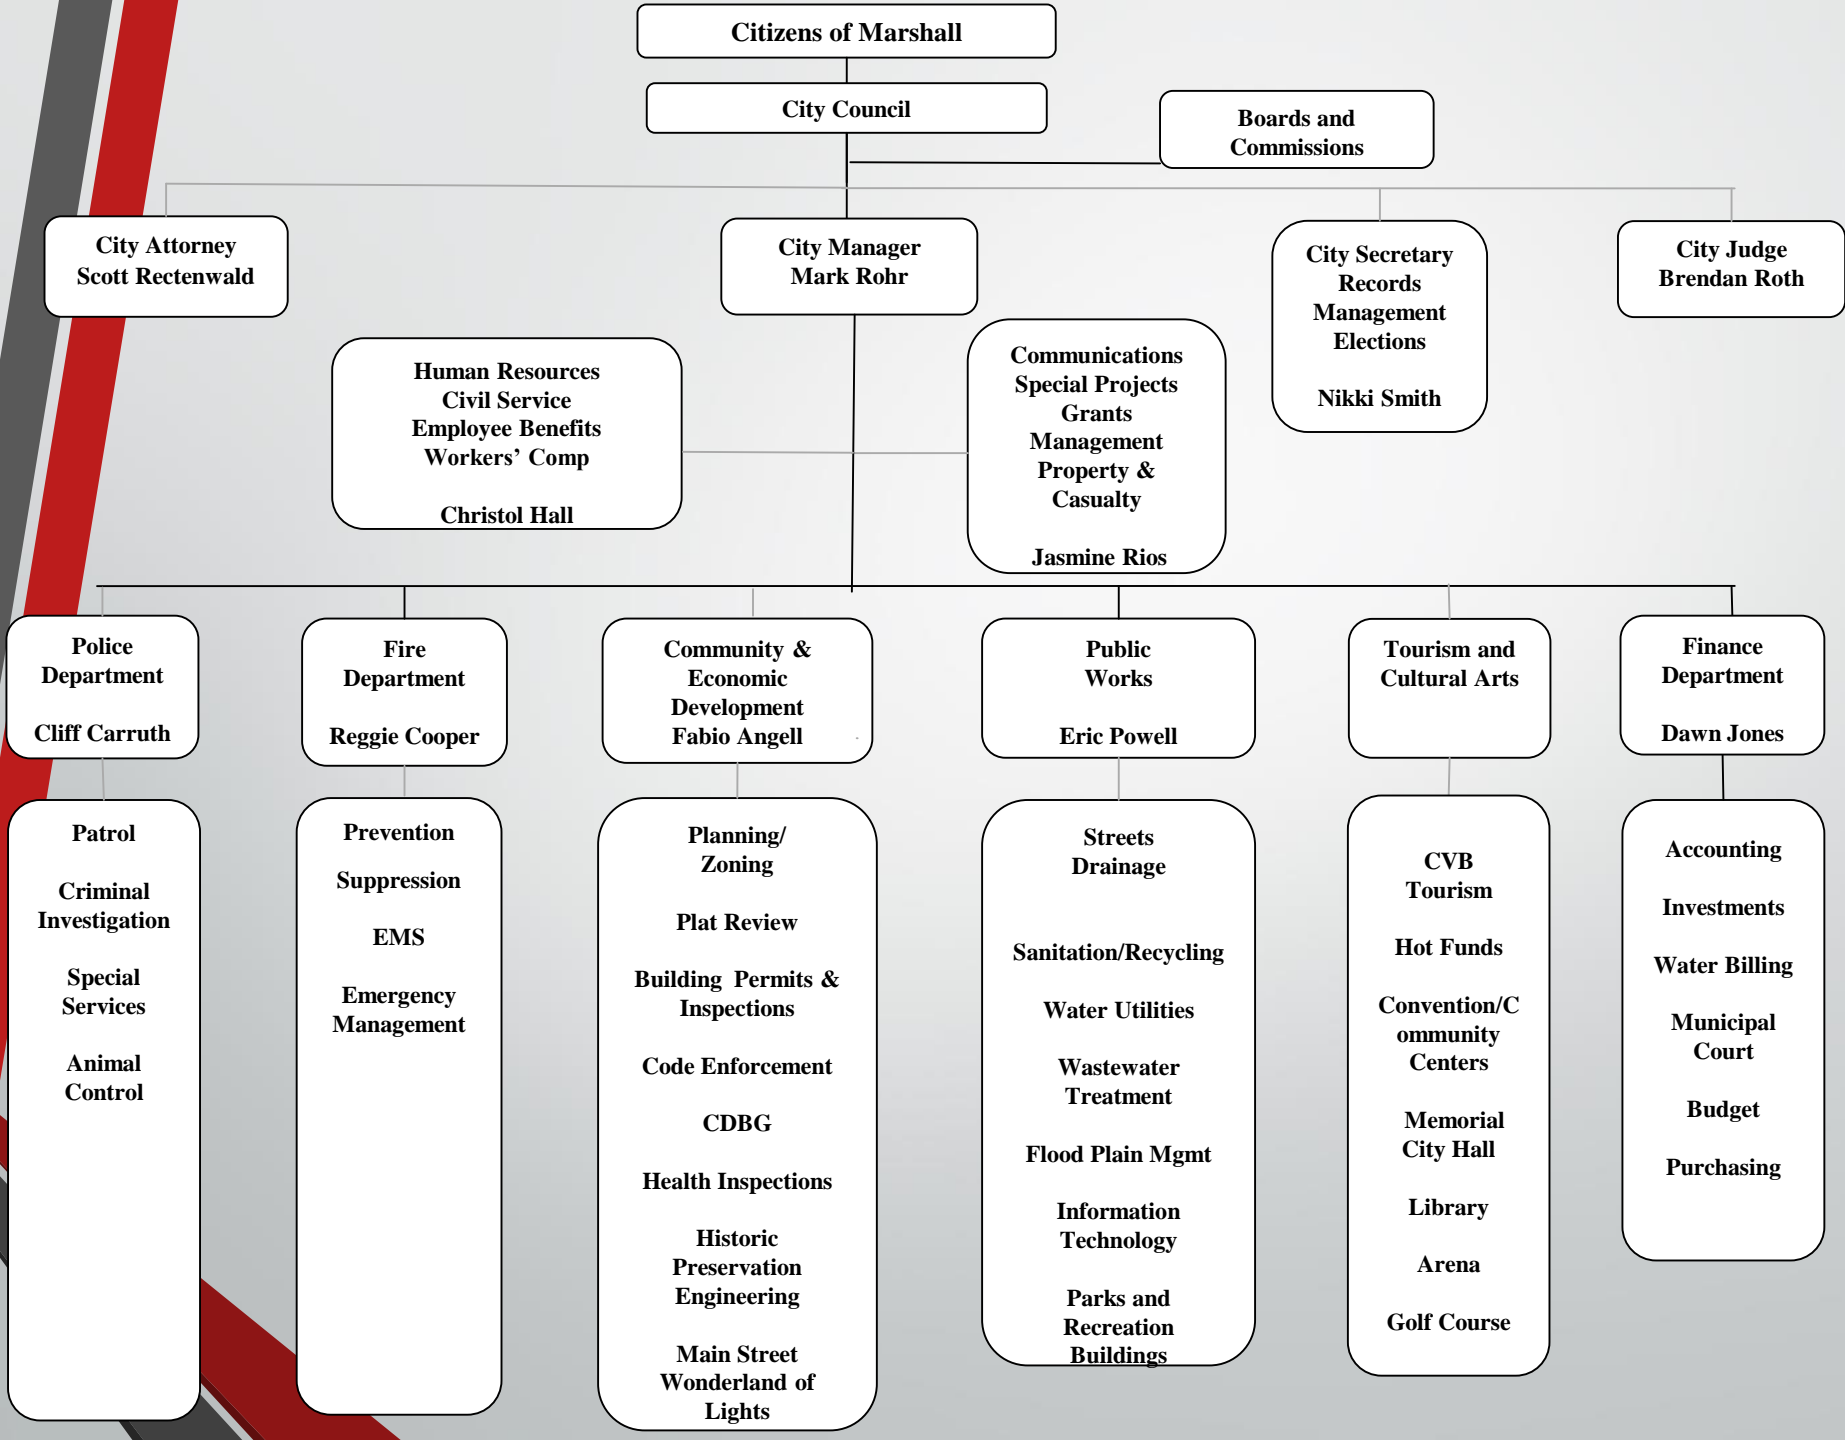 Citizens of Marshall
City Council
Boards and
Commissions
City Attorney
Scott Rectenwald
City Manager
Mark Rohr
City Secretary
Records
Management
Elections
Nikki Smith
City Judge
Brendan Roth
Human Resources
Civil Service
Employee Benefits
Workers’ Comp
Christol Hall
Communications
Special Projects
Grants
Management
Property &
Casualty
Jasmine Rios
Police
Department
Cliff Carruth
Fire
Department
Reggie Cooper
Community &
Economic
Development
Fabio Angell
Public
Works
Eric Powell
Tourism and
Cultural Arts
Finance
Department
Dawn Jones
Patrol
Criminal
Investigation
Special
Services
Animal
Control
Prevention
Suppression
EMS
Emergency
Management
Planning/
Zoning
Plat Review
Building Permits &
Inspections
Code Enforcement
CDBG
Health Inspections
Historic
Preservation
Engineering
Main Street
Wonderland of
Lights
Streets
Drainage
Sanitation/Recycling
Water Utilities
Wastewater
Treatment
Flood Plain Mgmt
Information
Technology
Parks and
Recreation
Buildings
CVB
Tourism
Hot Funds
Convention/C
ommunity
Centers
Memorial
City Hall
Library
Arena
Golf Course
Accounting
Investments
Water Billing
Municipal
Court
Budget
Purchasing